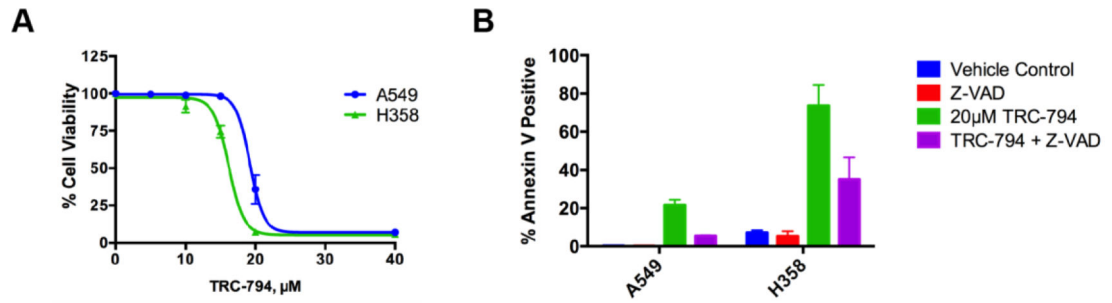 A
% Cell Viability
125
100
75
50
25
0
0 10 20 30 40
TRC-794, µM
A549
H358
B
% Annexin V Positive
100
80
60
40
20
0
A549
H358
Vehicle Control
Z-VAD
20µM TRC-794
TRC-794 + Z-VAD